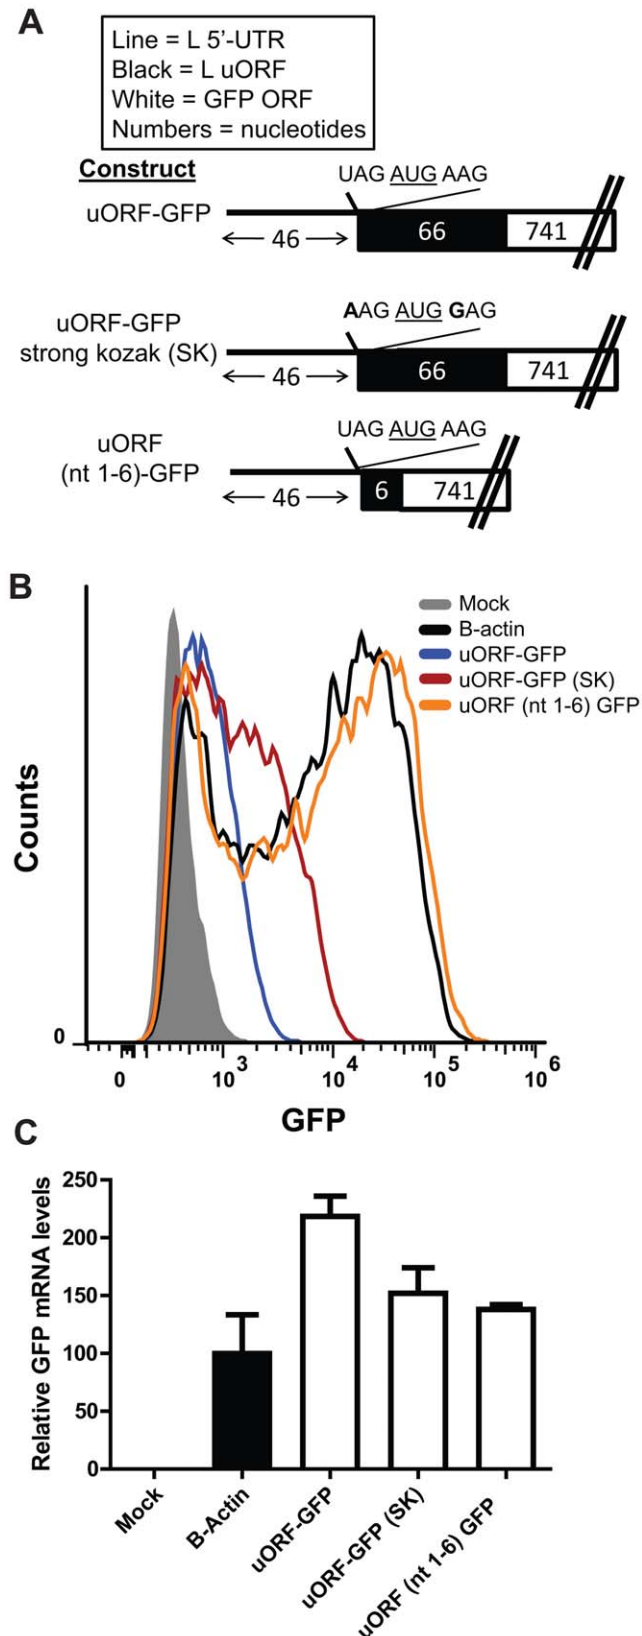 A
Line = L 5’-UTR
Black = L uORF
White = GFP ORF
Numbers = nucleotides
Construct
UAG AUG AAG
uORF-GFP
46
66
741
AAG AUG GAG
uORF-GFP
strong kozak (SK)
46
66
741
UAG AUG AAG
uORF
(nt 1-6)-GFP
46
6
741
B
Mock
B-actin
uORF-GFP
uORF-GFP (SK)
uORF (nt 1-6) GFP
Counts
0
0
10 3
10 4
10 5
10 6
GFP
C
Relative GFP mRNA levels
250
200
150
100
50
0
Mock
B-Actin
uORF-GFP
uORF-GFP (SK)
uORF (nt 1-6) GFP